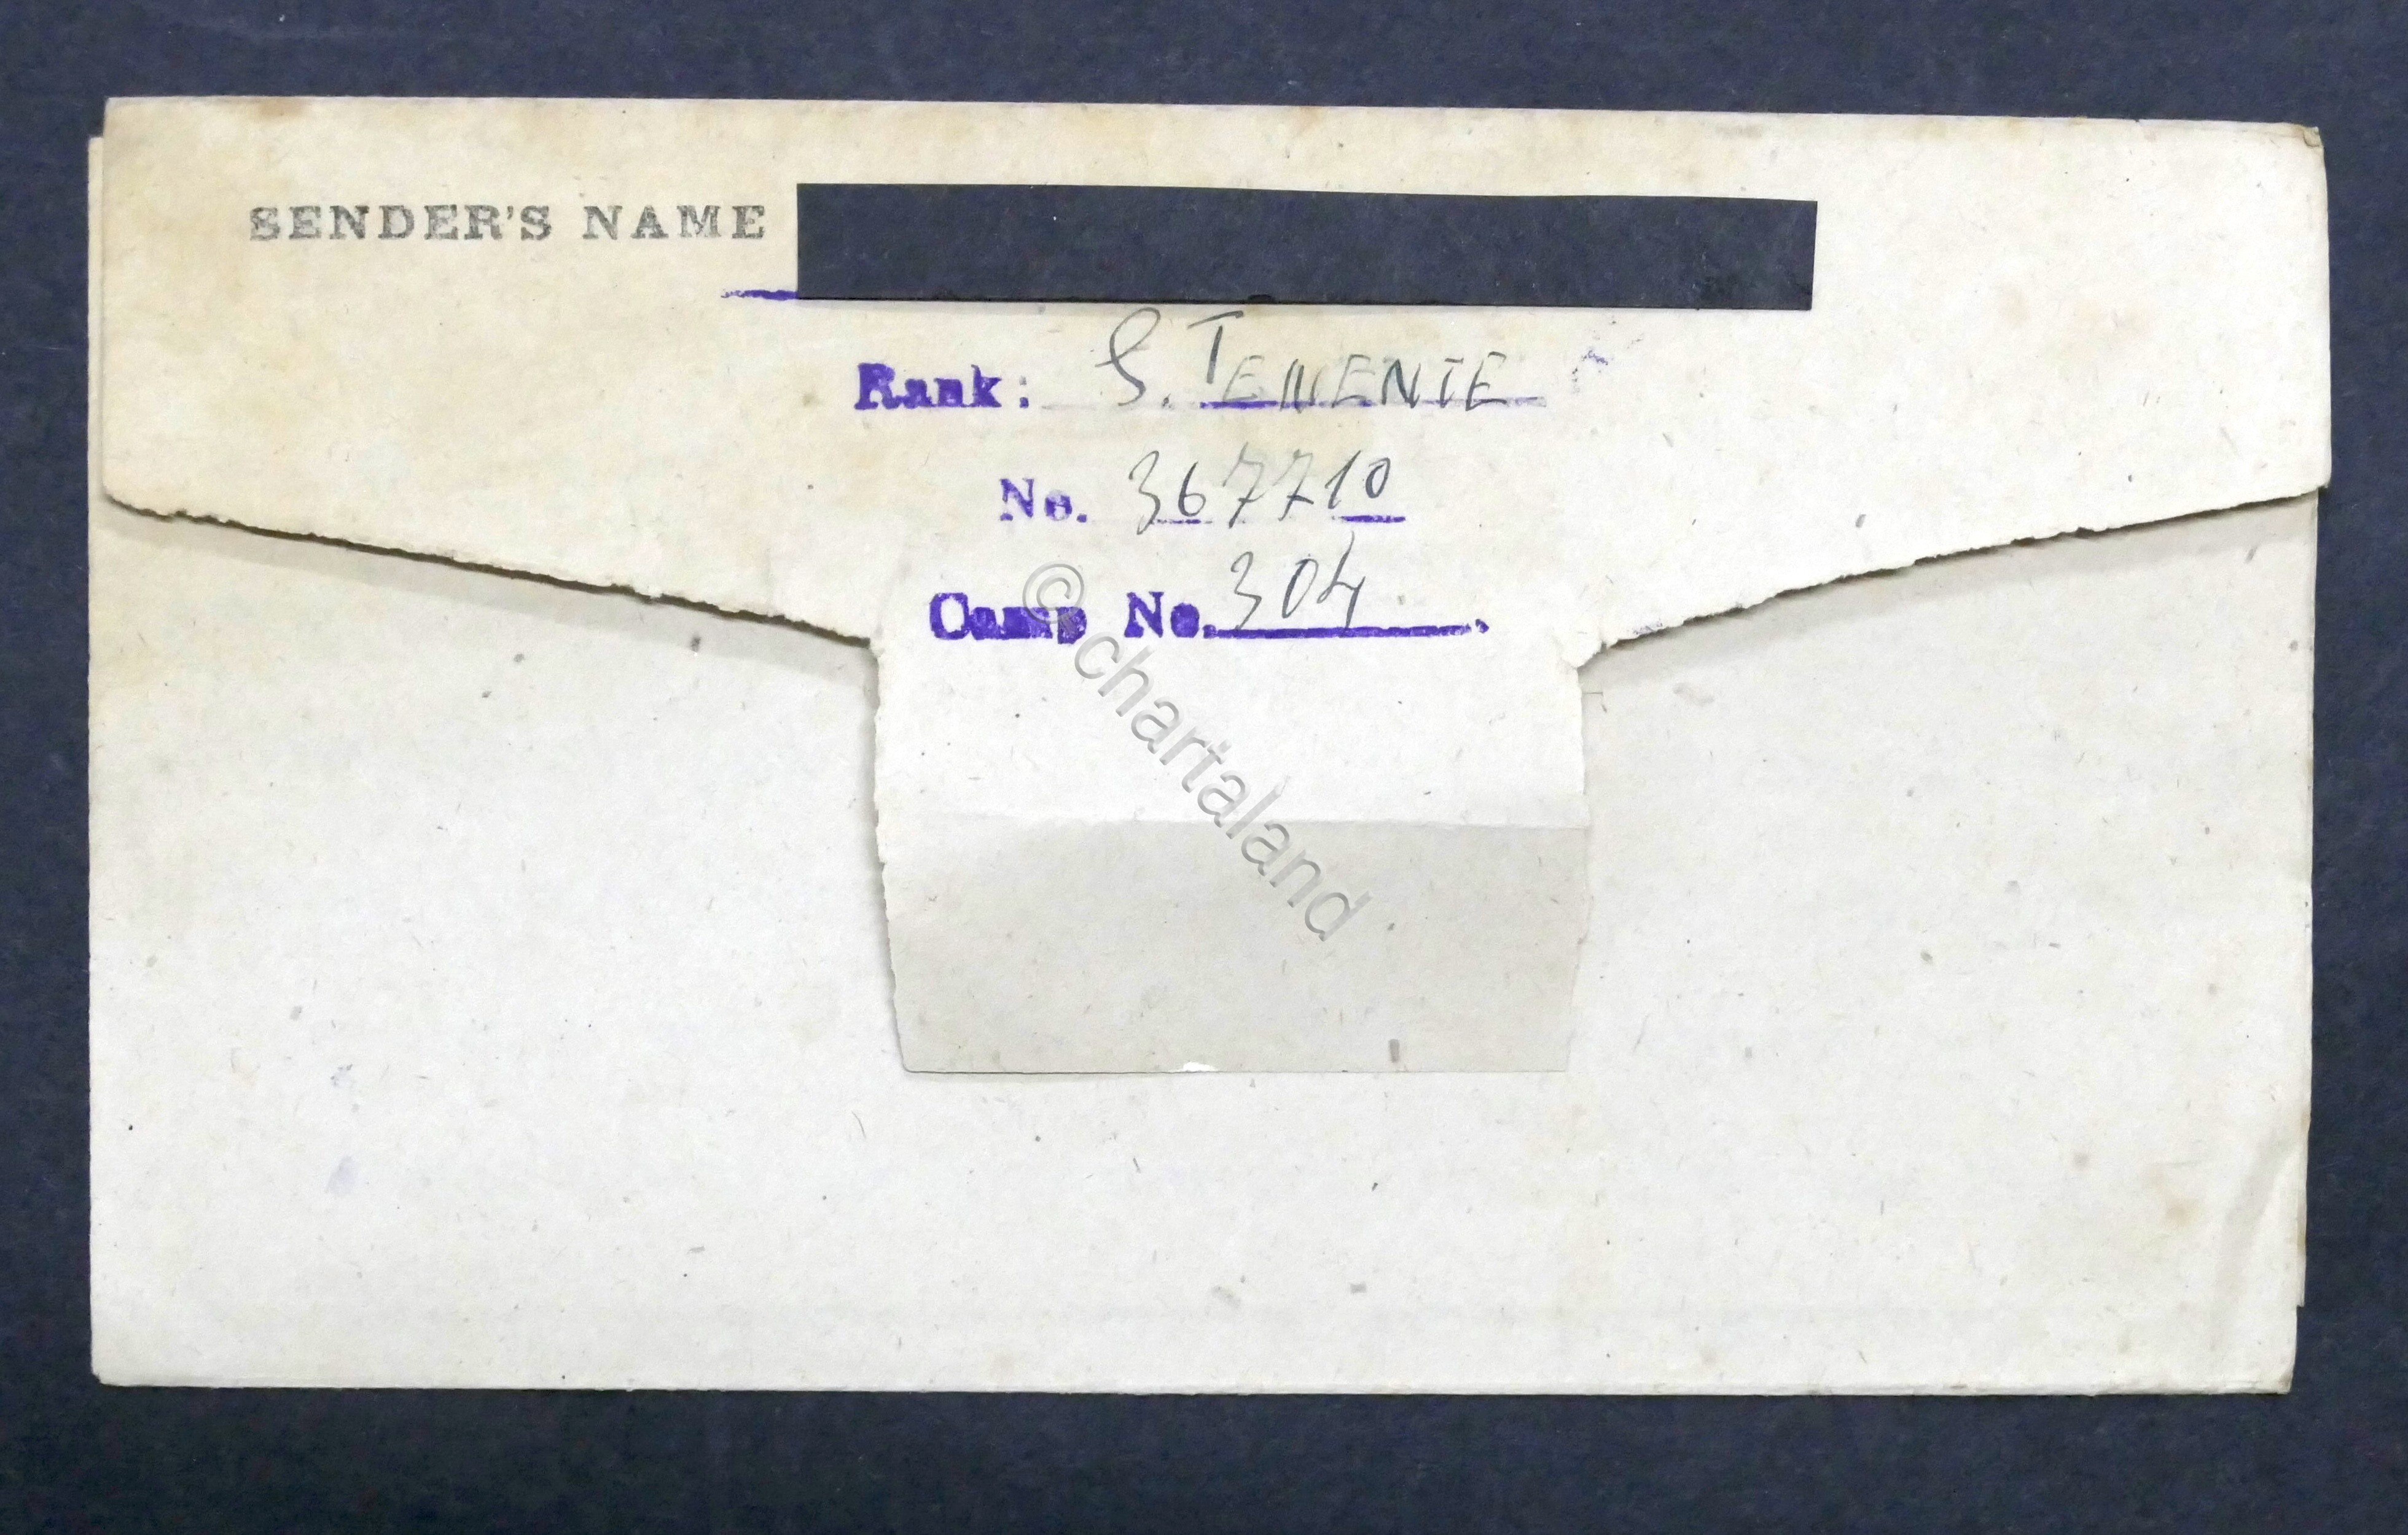 SENDER'S NAME
Rank: S. TENENTE
No. 367710
Camp No. 304
© chartaland